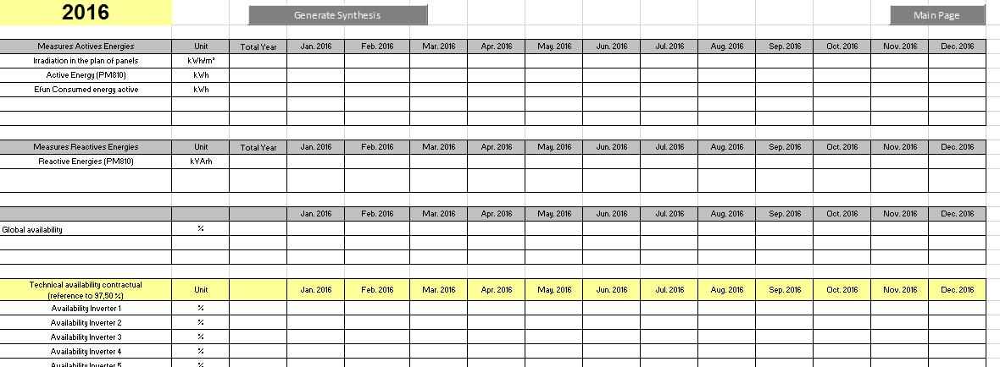 2016 Generate Synthesis Main Page
Measures Actives Energies Unit Total Year Jan. 2016 Feb. 2016 Mar. 2016 Apr. 2016 May. 2016 Jun. 2016 Jul. 2016 Aug. 2016 Sep. 2016 Oct. 2016 Nov. 2016 Dec. 2016
Irradiation in the plan of panels kWh/m²
Active Energy (PM810) kWh
Efun Consumed energy active kWh
Measures Reactives Energies Unit Total Year Jan. 2016 Feb. 2016 Mar. 2016 Apr. 2016 May. 2016 Jun. 2016 Jul. 2016 Aug. 2016 Sep. 2016 Oct. 2016 Nov. 2016 Dec. 2016
Reactive Energies (PM810) kVArh
Jan. 2016 Feb. 2016 Mar. 2016 Apr. 2016 May. 2016 Jun. 2016 Jul. 2016 Aug. 2016 Sep. 2016 Oct. 2016 Nov. 2016 Dec. 2016
Global availability %
Technical availability contractual
(reference to 97,50 %) Unit Jan. 2016 Feb. 2016 Mar. 2016 Apr. 2016 May. 2016 Jun. 2016 Jul. 2016 Aug. 2016 Sep. 2016 Oct. 2016 Nov. 2016 Dec. 2016
Availability Inverter 1 %
Availability Inverter 2 %
Availability Inverter 3 %
Availability Inverter 4 %
Availability Inverter 5 %